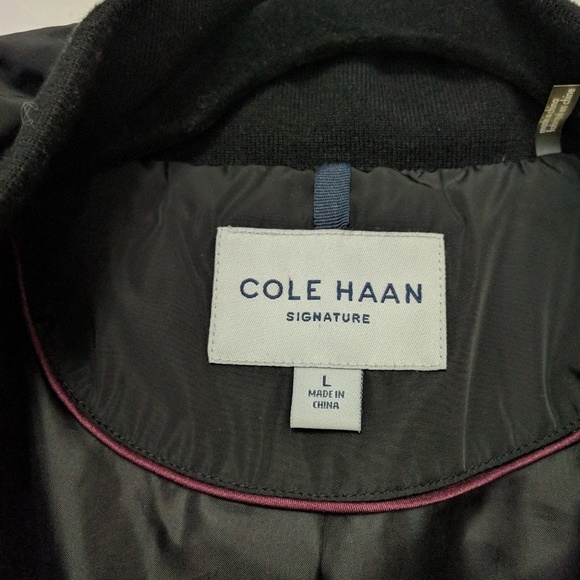 COLE HAAN
SIGNATURE
L
MADE IN
CHINA